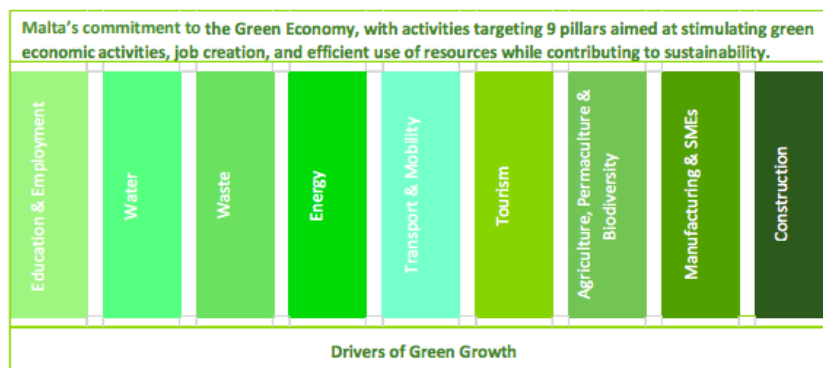 Malta's commitment to the Green Economy, with activities targeting 9 pillars aimed at stimulating green
economic activities, job creation, and efficient use of resources while contributing to sustainability.
Education & Employment
Water
Waste
Energy
Transport & Mobility
Tourism
Agriculture, Permaculture &
Biodiversity
Manufacturing & SMEs
Construction
Drivers of Green Growth